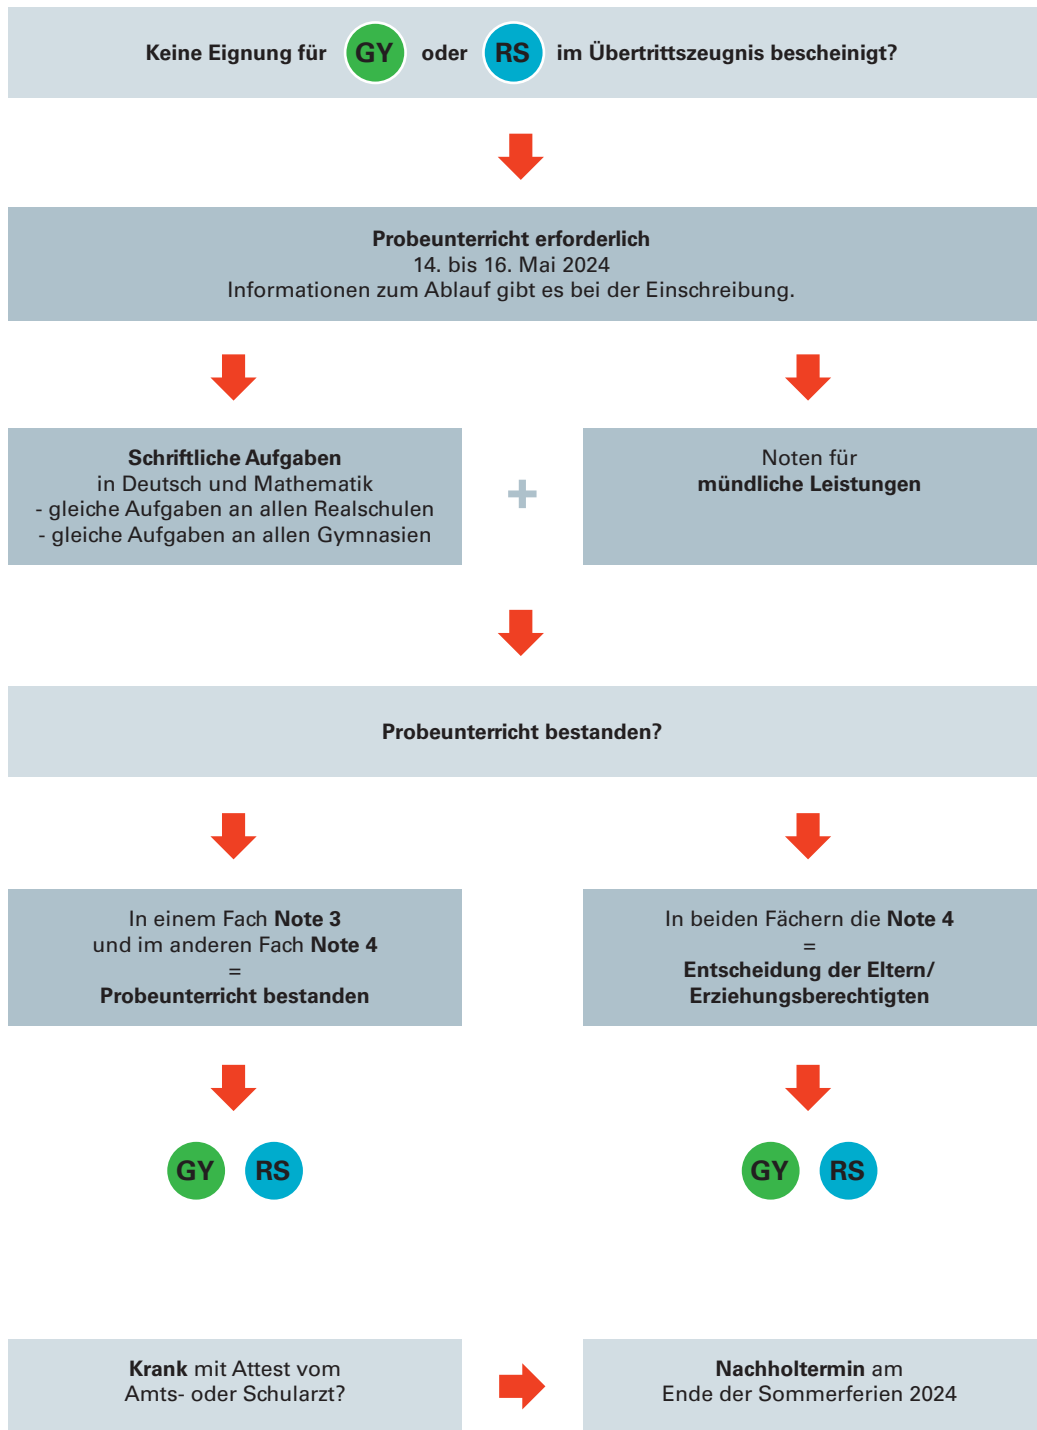 Keine Eignung für GY oder RS im Übertrittszeugnis bescheinigt?
Probeunterricht erforderlich
14. bis 16. Mai 2024
Informationen zum Ablauf gibt es bei der Einschreibung.
Schriftliche Aufgaben
in Deutsch und Mathematik
- gleiche Aufgaben an allen Realschulen
- gleiche Aufgaben an allen Gymnasien
+
Noten für
mündliche Leistungen
Probeunterricht bestanden?
In einem Fach Note 3
und im anderen Fach Note 4
=
Probeunterricht bestanden
In beiden Fächern die Note 4
=
Entscheidung der Eltern/
Erziehungsberechtigten
GY RS
GY RS
Krank mit Attest vom
Amts- oder Schularzt?
Nachholtermin am
Ende der Sommerferien 2024